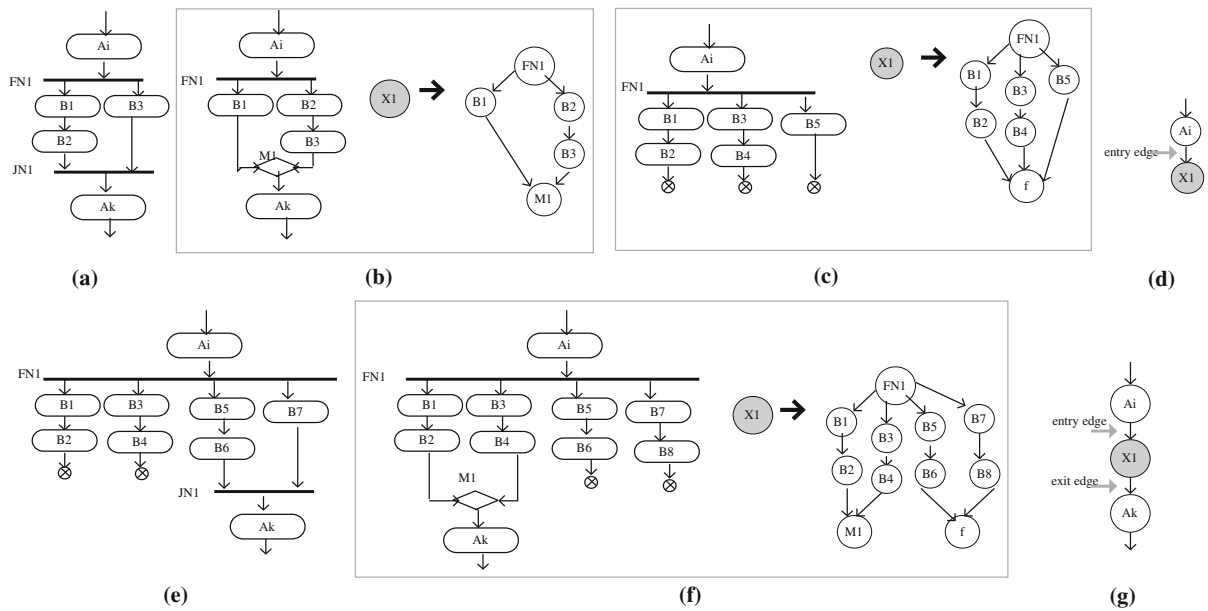 Ai
FN1
B1
B3
B2
JN1
Ak
(a)
Ai
FN1
B1
B2
B3
M1
Ak
X1
FN1
B1
B2
B3
M1
(b)
Ai
FN1
B1
B3
B5
B2
B4
X1
FN1
B1
B3
B5
B2
B4
f
(c)
Ai
entry edge
X1
(d)
Ai
FN1
B1
B3
B5
B7
B2
B4
B6
JN1
Ak
(e)
Ai
FN1
B1
B3
B5
B7
B2
B4
B6
B8
M1
Ak
X1
FN1
B1
B3
B5
B7
B2
B4
B6
B8
M1
f
(f)
Ai
entry edge
X1
exit edge
Ak
(g)